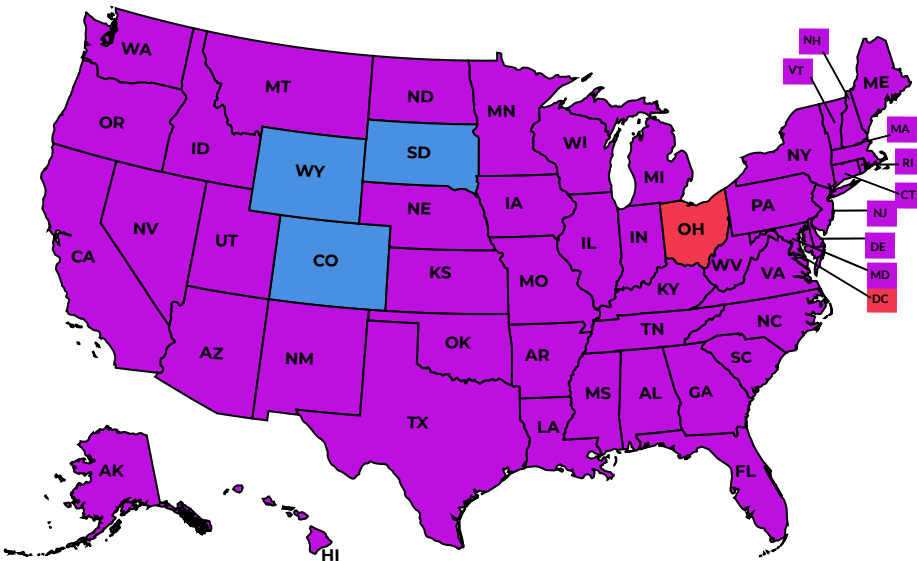 WA
MT
ND
MN
OR
ID
WY
SD
WI
MI
NH
VT
ME
MA
NY
RI
CT
NV
UT
NE
IA
PA
NJ
CA
CO
KS
IL
IN
OH
DE
MD
DC
MO
WV
VA
KY
AZ
NM
OK
AR
TN
NC
SC
TX
LA
MS
AL
GA
AK
FL
HI